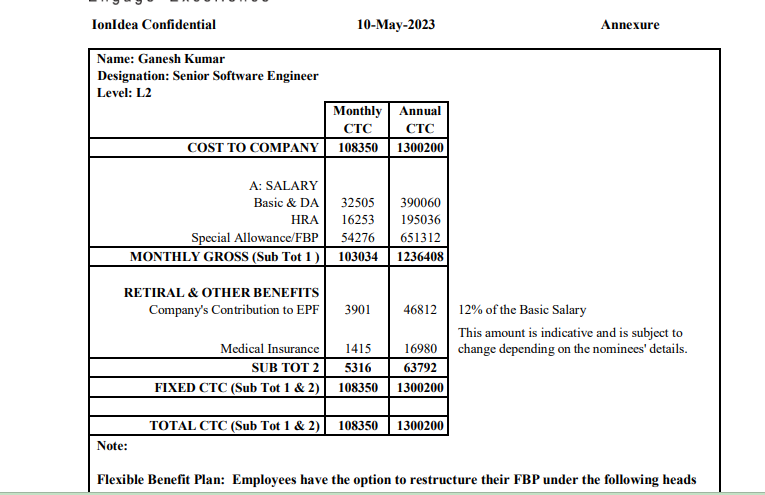 IonIdea Confidential 10-May-2023 Annexure
Name: Ganesh Kumar
Designation: Senior Software Engineer
Level: L2
Monthly CTC Annual CTC
COST TO COMPANY 108350 1300200
A: SALARY
Basic & DA 32505 390060
HRA 16253 195036
Special Allowance/FBP 54276 651312
MONTHLY GROSS (Sub Tot 1 ) 103034 1236408
RETIRAL & OTHER BENEFITS
Company's Contribution to EPF 3901 46812 12% of the Basic Salary
This amount is indicative and is subject to
Medical Insurance 1415 16980 change depending on the nominees' details.
SUB TOT 2 5316 63792
FIXED CTC (Sub Tot 1 & 2) 108350 1300200
TOTAL CTC (Sub Tot 1 & 2) 108350 1300200
Note:
Flexible Benefit Plan: Employees have the option to restructure their FBP under the following heads